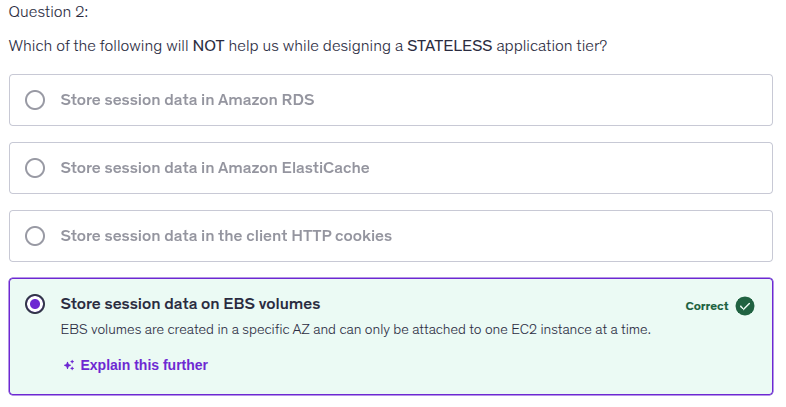 Question 2:
Which of the following will NOT help us while designing a STATELESS application tier?
Store session data in Amazon RDS
Store session data in Amazon ElastiCache
Store session data in the client HTTP cookies
Store session data on EBS volumes
Correct
EBS volumes are created in a specific AZ and can only be attached to one EC2 instance at a time.
Explain this further